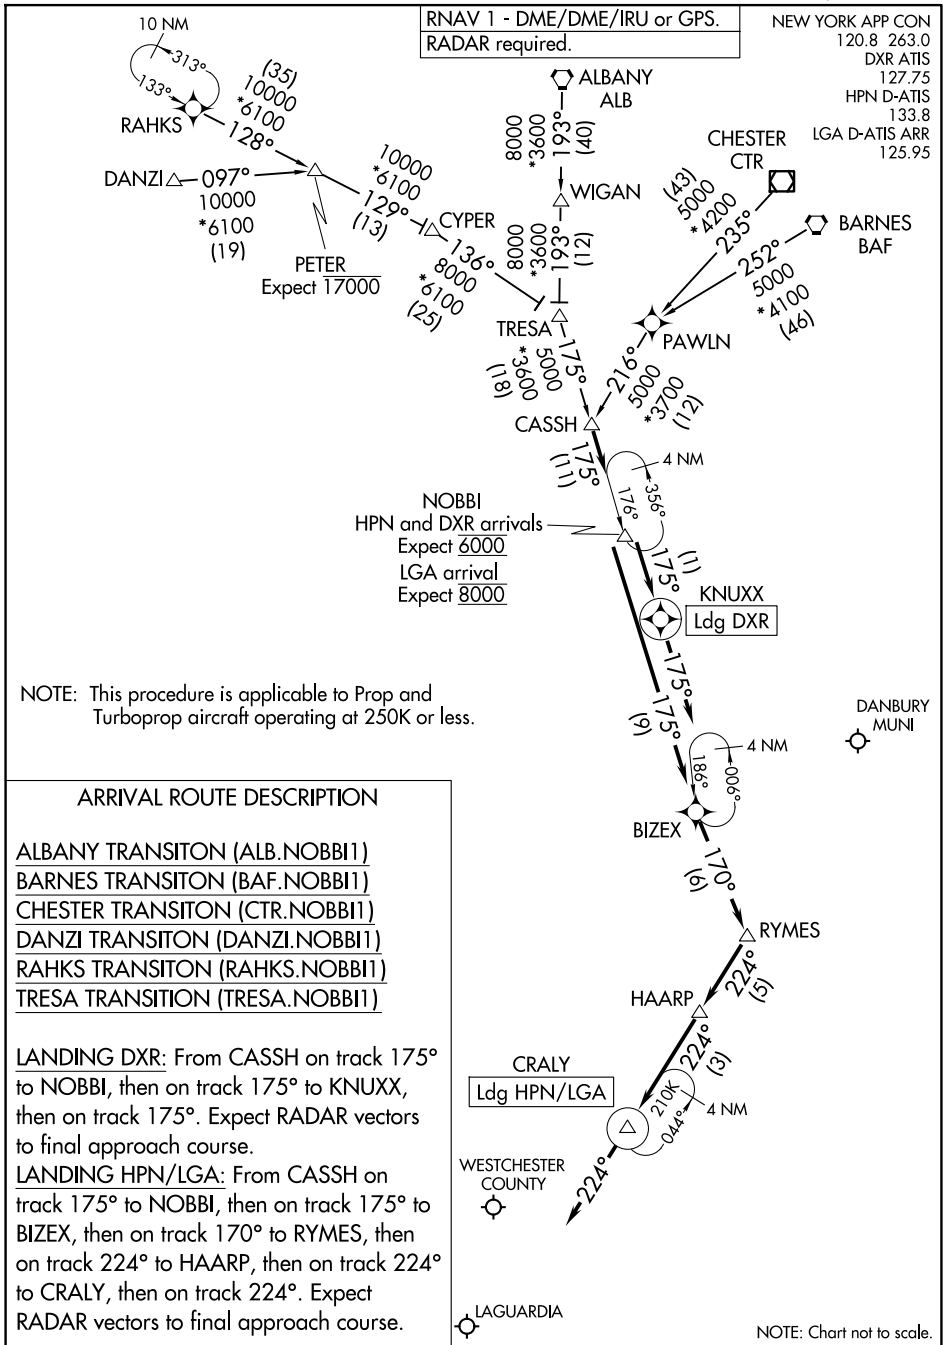 RNAV 1 - DME/DME/IRU or GPS.
RADAR required.
NEW YORK APP CON
120.8 263.0
DXR ATIS
127.75
HPN D-ATIS
133.8
LGA D-ATIS ARR
125.95
10 NM
313°
133°
RAHKS
(35)
10000
*6100
128°
DANZI
097°
10000
*6100
(19)
PETER
Expect 17000
10000
*6100
129°
(13)
CYPER
136°
8000
*6100
(25)
ALBANY
ALB
8000
*3600
193°
(40)
WIGAN
8000
*3600
193°
(12)
TRESA
CHESTER
CTR
(43)
5000
*4200
235°
BARNES
BAF
252°
5000
*4100
(46)
PAWLN
216°
5000
*3700
(12)
175°
5000
*3600
(18)
CASSH
175°
(11)
4 NM
176°
356°
NOBBI
HPN and DXR arrivals
Expect 6000
LGA arrival
Expect 8000
(1)
175°
KNUXX
Ldg DXR
175°
175°
(9)
NOTE: This procedure is applicable to Prop and
Turboprop aircraft operating at 250K or less.
DANBURY
MUNI
4 NM
186°
006°
BIZEX
170°
(6)
RYMES
224°
(5)
HAARP
224°
(3)
CRALY
Ldg HPN/LGA
210K
044°
4 NM
224°
WESTCHESTER
COUNTY
LAGUARDIA
ARRIVAL ROUTE DESCRIPTION
ALBANY TRANSITON (ALB.NOBBI1)
BARNES TRANSITON (BAF.NOBBI1)
CHESTER TRANSITON (CTR.NOBBI1)
DANZI TRANSITON (DANZI.NOBBI1)
RAHKS TRANSITON (RAHKS.NOBBI1)
TRESA TRANSITION (TRESA.NOBBI1)
LANDING DXR: From CASSH on track 175°
to NOBBI, then on track 175° to KNUXX,
then on track 175°. Expect RADAR vectors
to final approach course.
LANDING HPN/LGA: From CASSH on
track 175° to NOBBI, then on track 175° to
BIZEX, then on track 170° to RYMES, then
on track 224° to HAARP, then on track 224°
to CRALY, then on track 224°. Expect
RADAR vectors to final approach course.
NOTE: Chart not to scale.